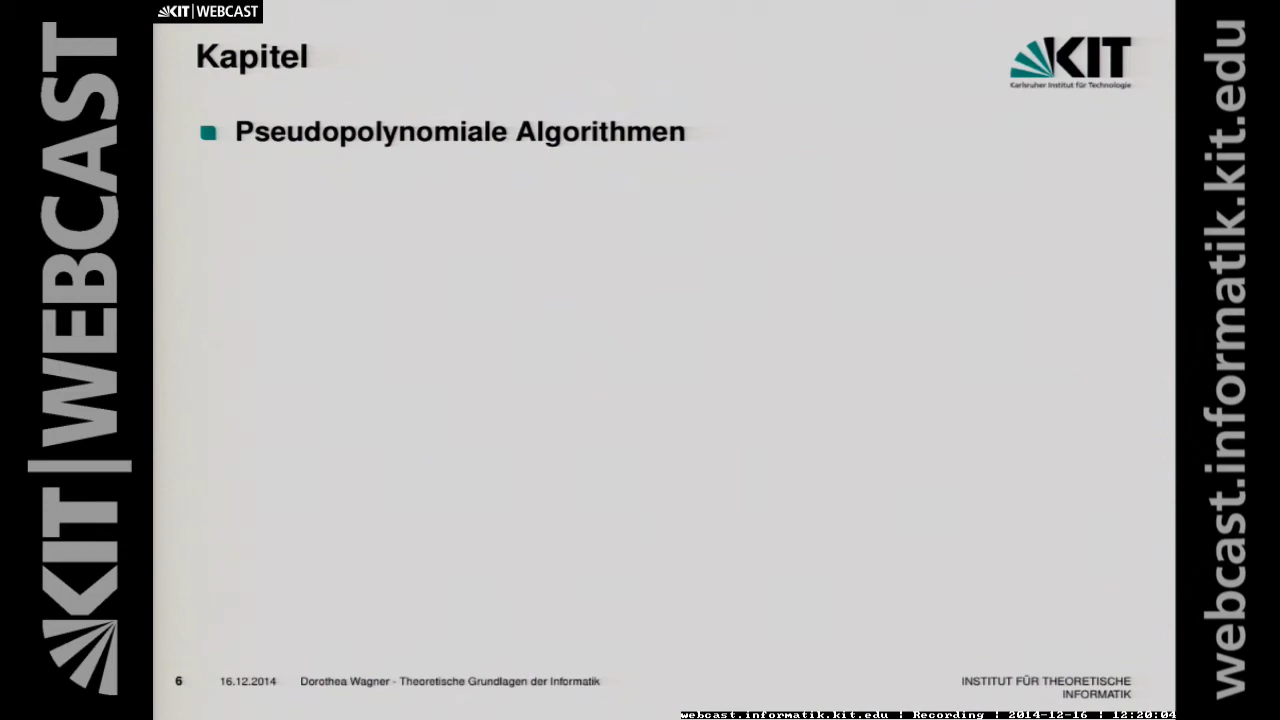 KIT | WEBCAST
KIT | WEBCAST
Kapitel
KIT
Karlsruher Institut für Technologie
Pseudopolynomiale Algorithmen
6 16.12.2014 Dorothea Wagner - Theoretische Grundlagen der Informatik
INSTITUT FÜR THEORETISCHE
INFORMATIK
webcast.informatik.kit.edu | Recording | 2014-12-16 | 12:20:04
webcast.informatik.kit.edu